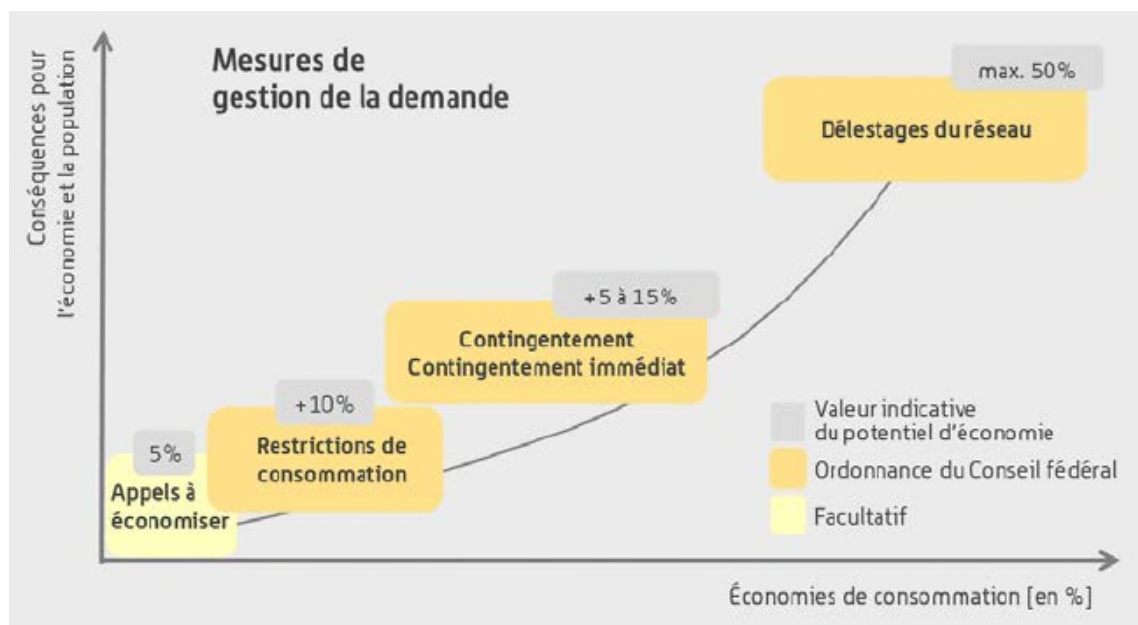 Mesures de
gestion de la demande
Conséquences pour
l'économie et la population
max. 50%
Délestages du réseau
+5 à 15%
Contingentement
Contingentement immédiat
+10%
Restrictions de
consommation
5%
Appels à
économiser
Valeur indicative
du potentiel d'économie
Ordonnance du Conseil fédéral
Facultatif
Économies de consommation [en %]